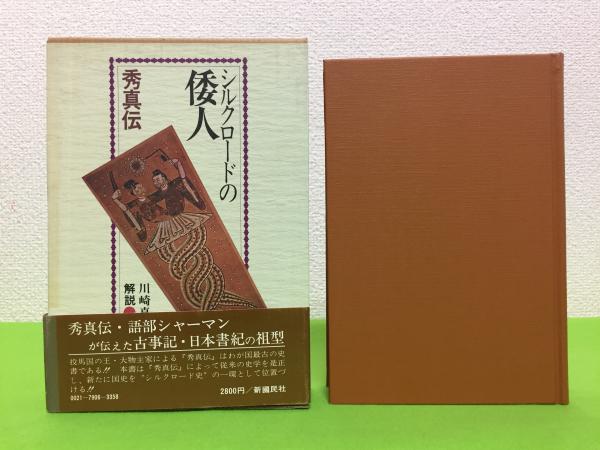 シルクロードの
倭人
秀真伝
川崎真
解説
秀真伝・語部シャーマン
が伝えた古事記・日本書紀の祖型
投馬国の王・大物主家による『秀真伝』はわが国最古の史
書である!! 本書は『秀真伝』によって従来の史学を是正
し、新たに国史を“シルクロード史”の一環として位置づ
ける!!
0021-7906-3358
2800円/新國民社